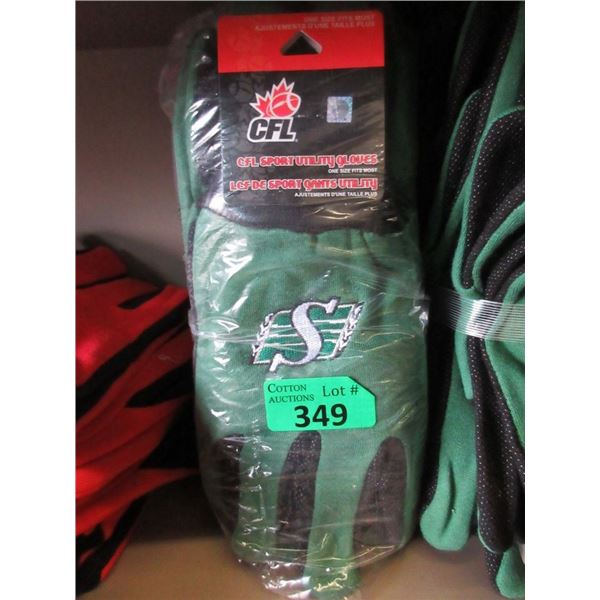 ONE SIZE FITS MOST
AJUSTEMENTS D'UNE TAILLE PLUS
CFL
CFL SPORT UTILITY GLOVES
ONE SIZE FITS MOST
LCF DE SPORT GANTS UTILITY
AJUSTEMENTS D'UNE TAILLE PLUS
S
COTTON
AUCTIONS
Lot #
349